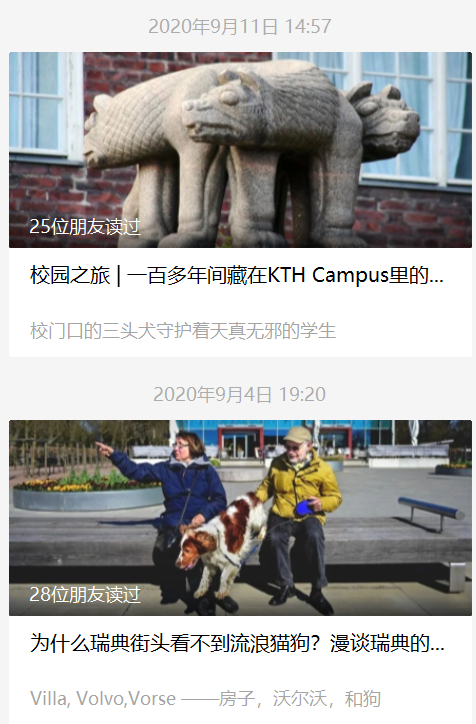 2020年9月11日 14:57
25位朋友读过
校园之旅 | 一百多年间藏在KTH Campus里的...
校门口的三头犬守护着天真无邪的学生
2020年9月4日 19:20
28位朋友读过
为什么瑞典街头看不到流浪猫狗？漫谈瑞典的...
Villa, Volvo,Vorse ——房子，沃尔沃，和狗